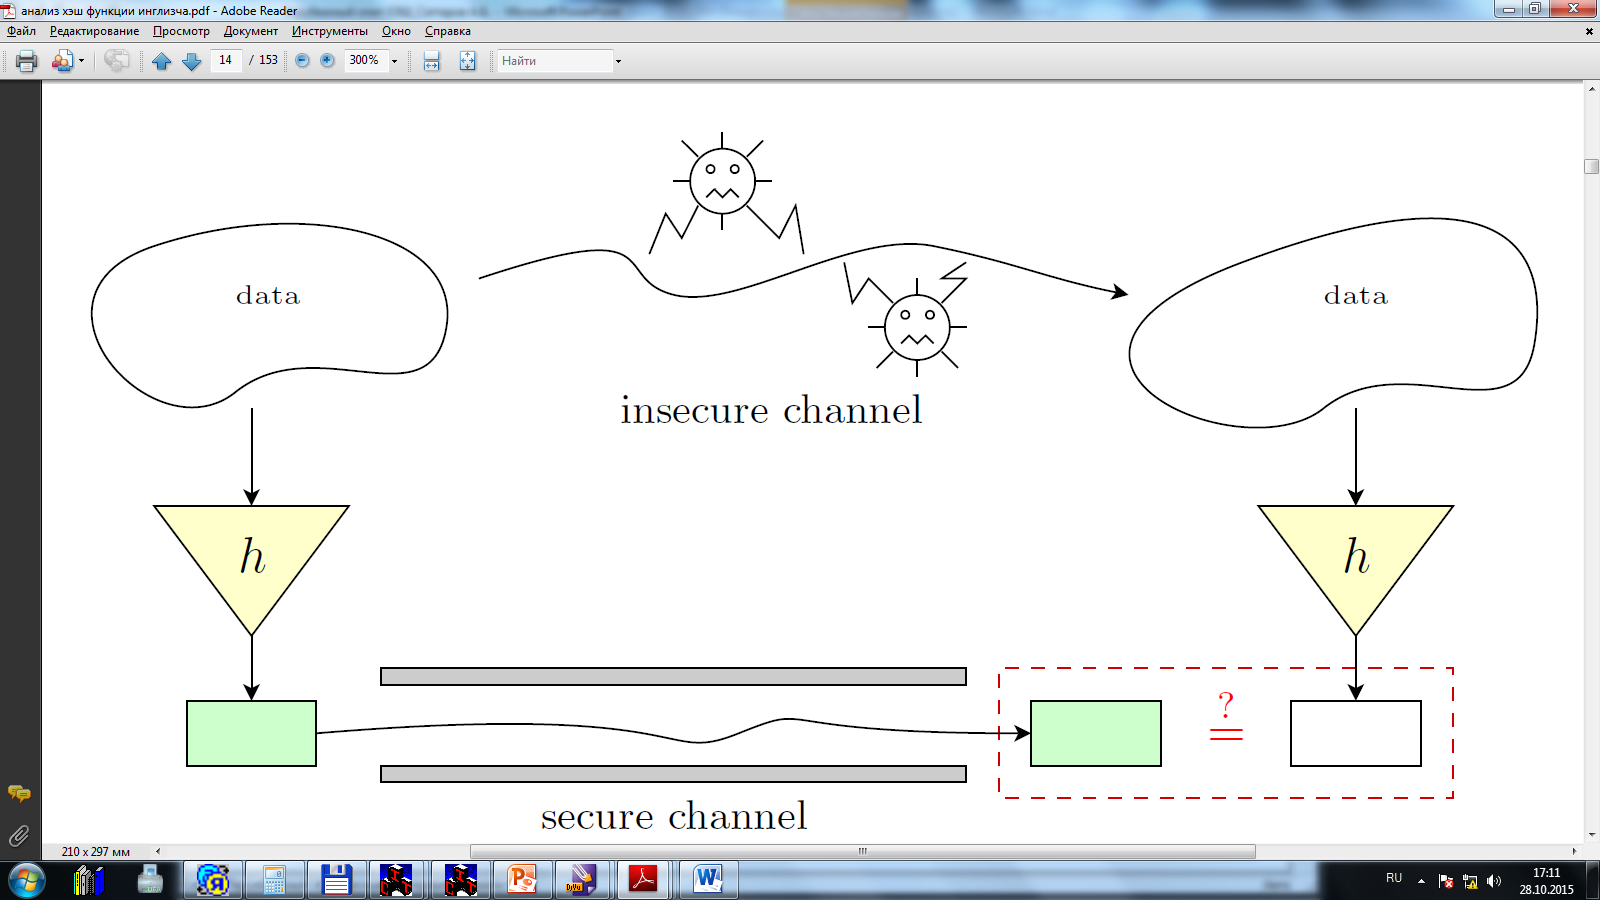 анализ хэш функции инглизча.pdf - Adobe Reader
Файл Редактирование Просмотр Документ Инструменты Окно Справка
14 / 153 300% Найти
data
data
insecure channel
h
h
?
=
secure channel
210 x 297 мм
RU
17:11
28.10.2015